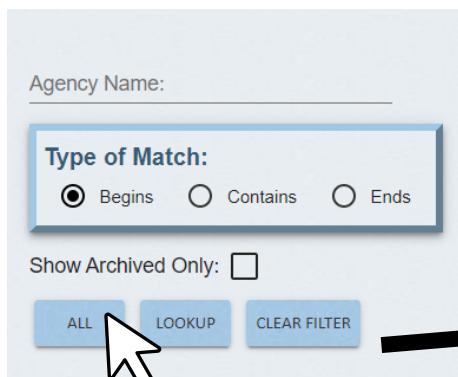 Agency Name:
Type of Match:
Begins Contains Ends
Show Archived Only:
ALL LOOKUP CLEAR FILTER